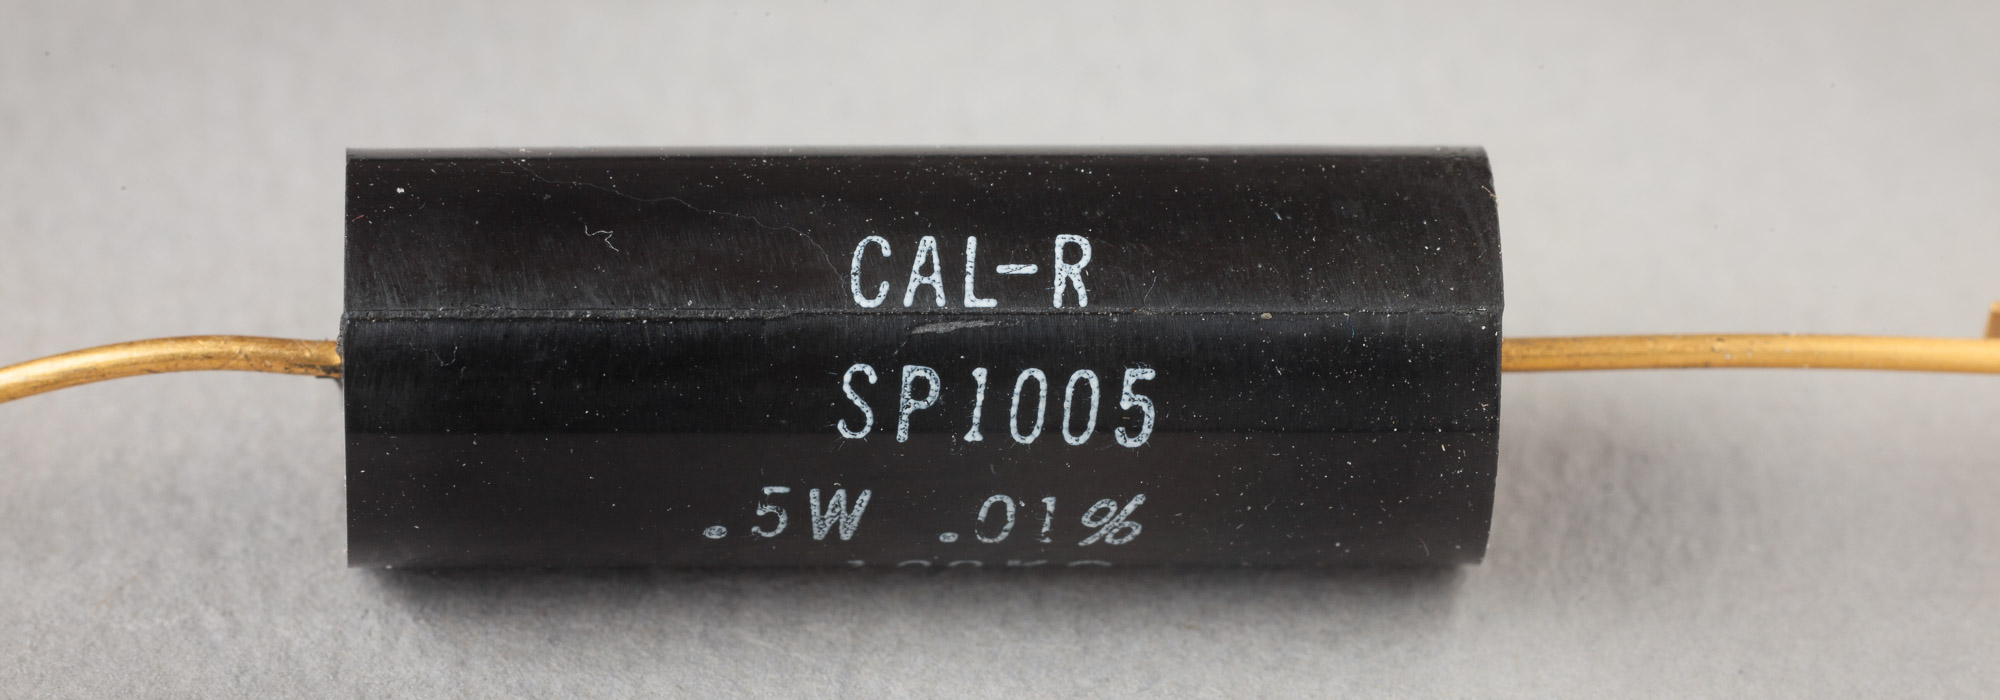 CAL-R
SP1005
.5W .01%